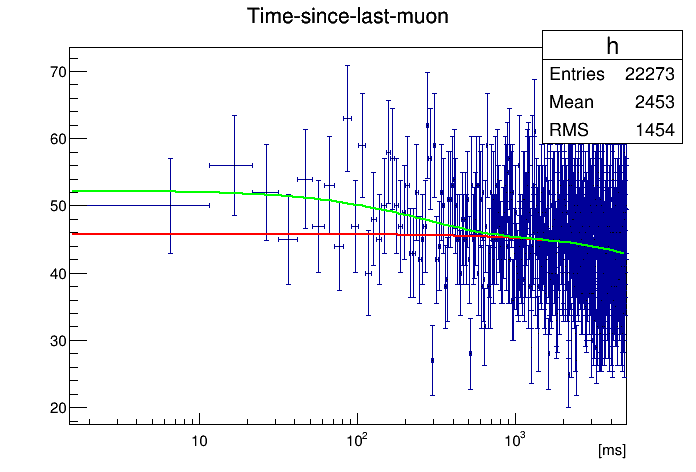 Time-since-last-muon
h
Entries 22273
Mean 2453
RMS 1454
70
60
50
40
30
20
10
10²
10³
[ms]